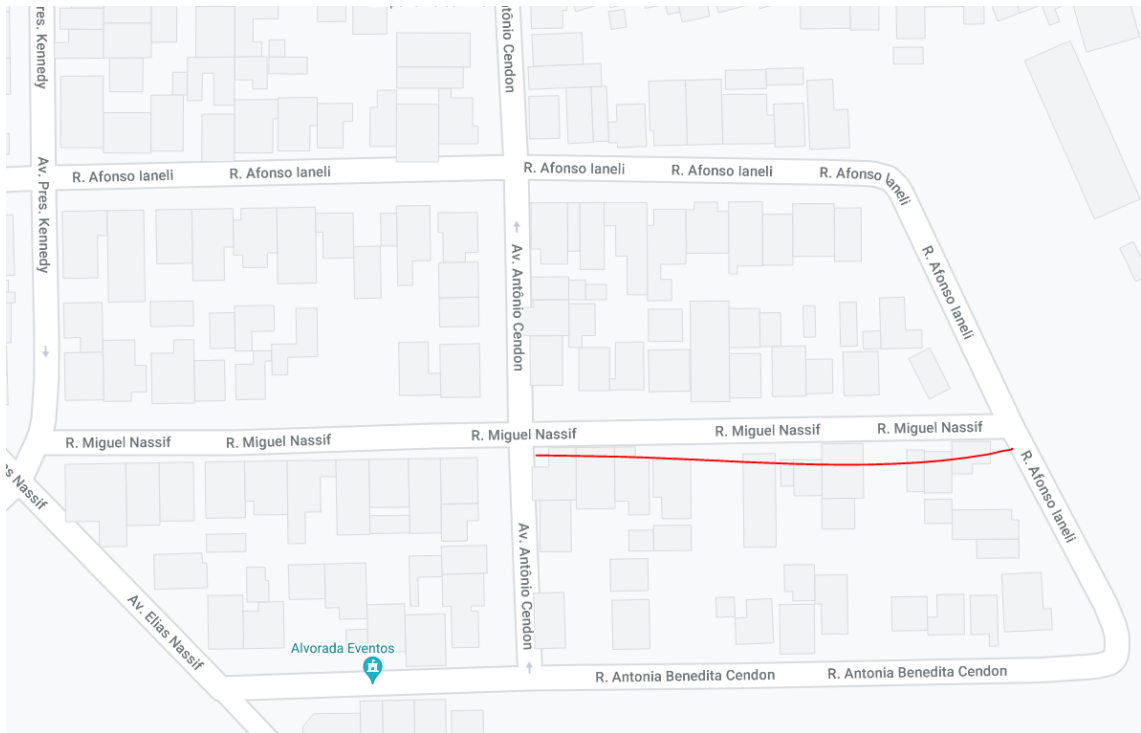 es. Kennedy
tônio Cendon
R. Afonso Ianeli
R. Afonso Ianeli
R. Afonso Ianeli
R. Afonso Ianeli
R. Afonso Ianeli
Av. Pres. Kennedy
Av. Antônio Cendon
R. Afonso Ianeli
R. Miguel Nassif
R. Miguel Nassif
R. Miguel Nassif
R. Miguel Nassif
R. Miguel Nassif
as Nassif
R. Afonso Ianeli
Av. Antônio Cendon
Av. Elias Nassif
Alvorada Eventos
R. Antonia Benedita Cendon
R. Antonia Benedita Cendon